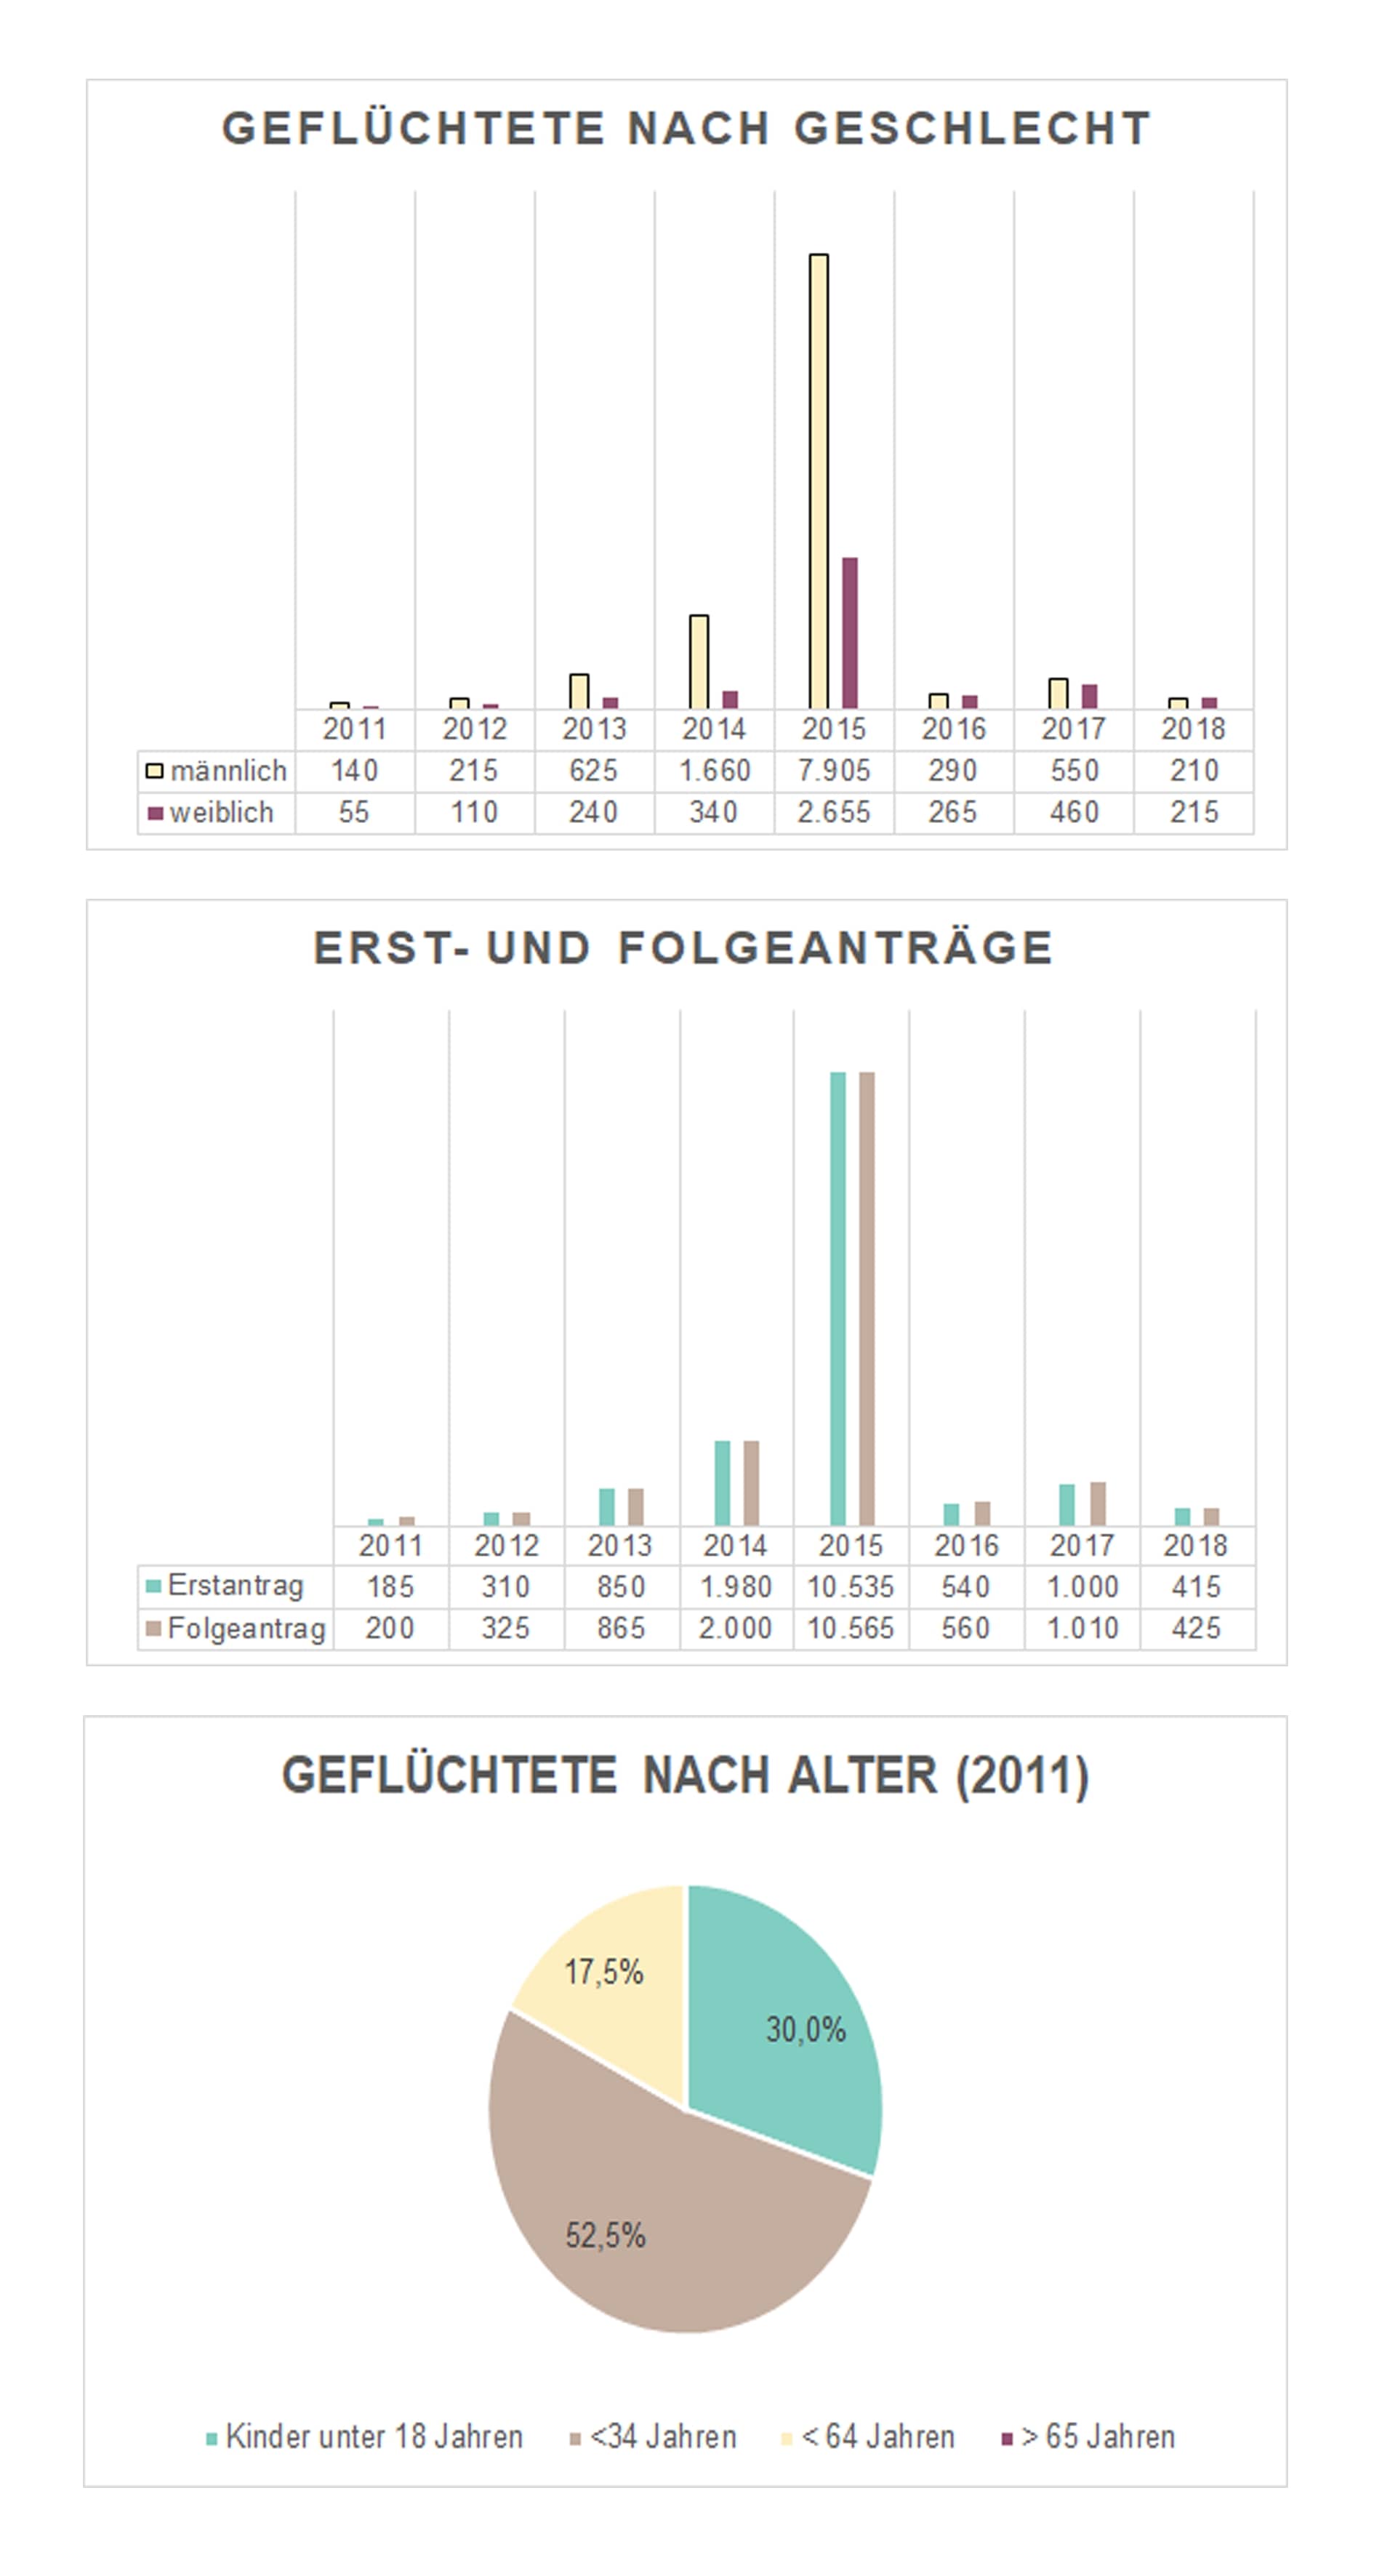 GEFLÜCHTETE NACH GESCHLECHT
2011 2012 2013 2014 2015 2016 2017 2018
männlich 140 215 625 1.660 7.905 290 550 210
weiblich 55 110 240 340 2.655 265 460 215
ERST- UND FOLGEANTRÄGE
2011 2012 2013 2014 2015 2016 2017 2018
Erstantrag 185 310 850 1.980 10.535 540 1.000 415
Folgeantrag 200 325 865 2.000 10.565 560 1.010 425
GEFLÜCHTETE NACH ALTER (2011)
17,5%
30,0%
52,5%
Kinder unter 18 Jahren <34 Jahren < 64 Jahren > 65 Jahren